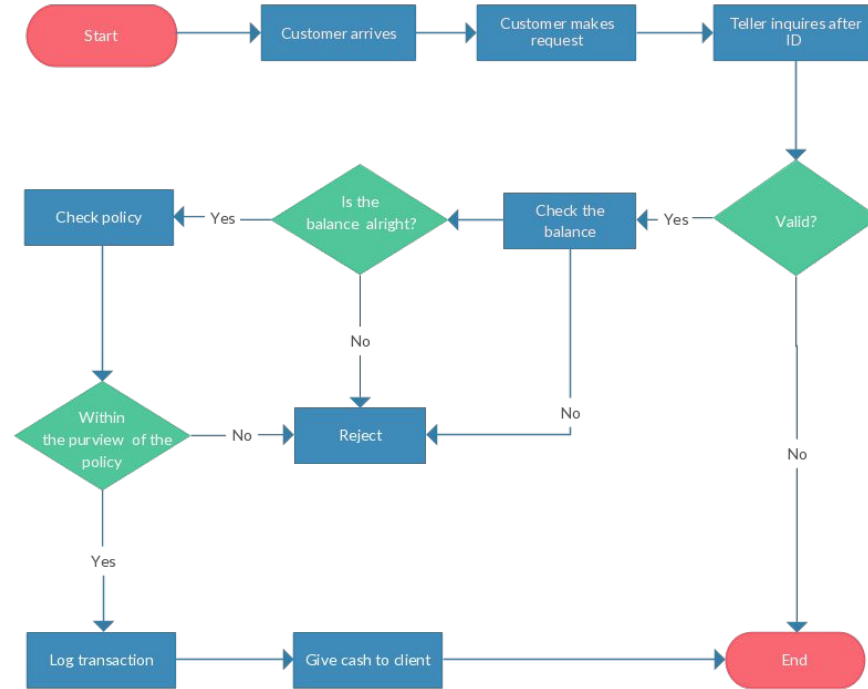 Start
Customer arrives
Customer makes
request
Teller inquires after
ID
Check policy
Yes
Is the
balance alright?
Check the
balance
Yes
Valid?
No
No
Within
the purview of the
policy
No
Reject
No
Yes
Log transaction
Give cash to client
End